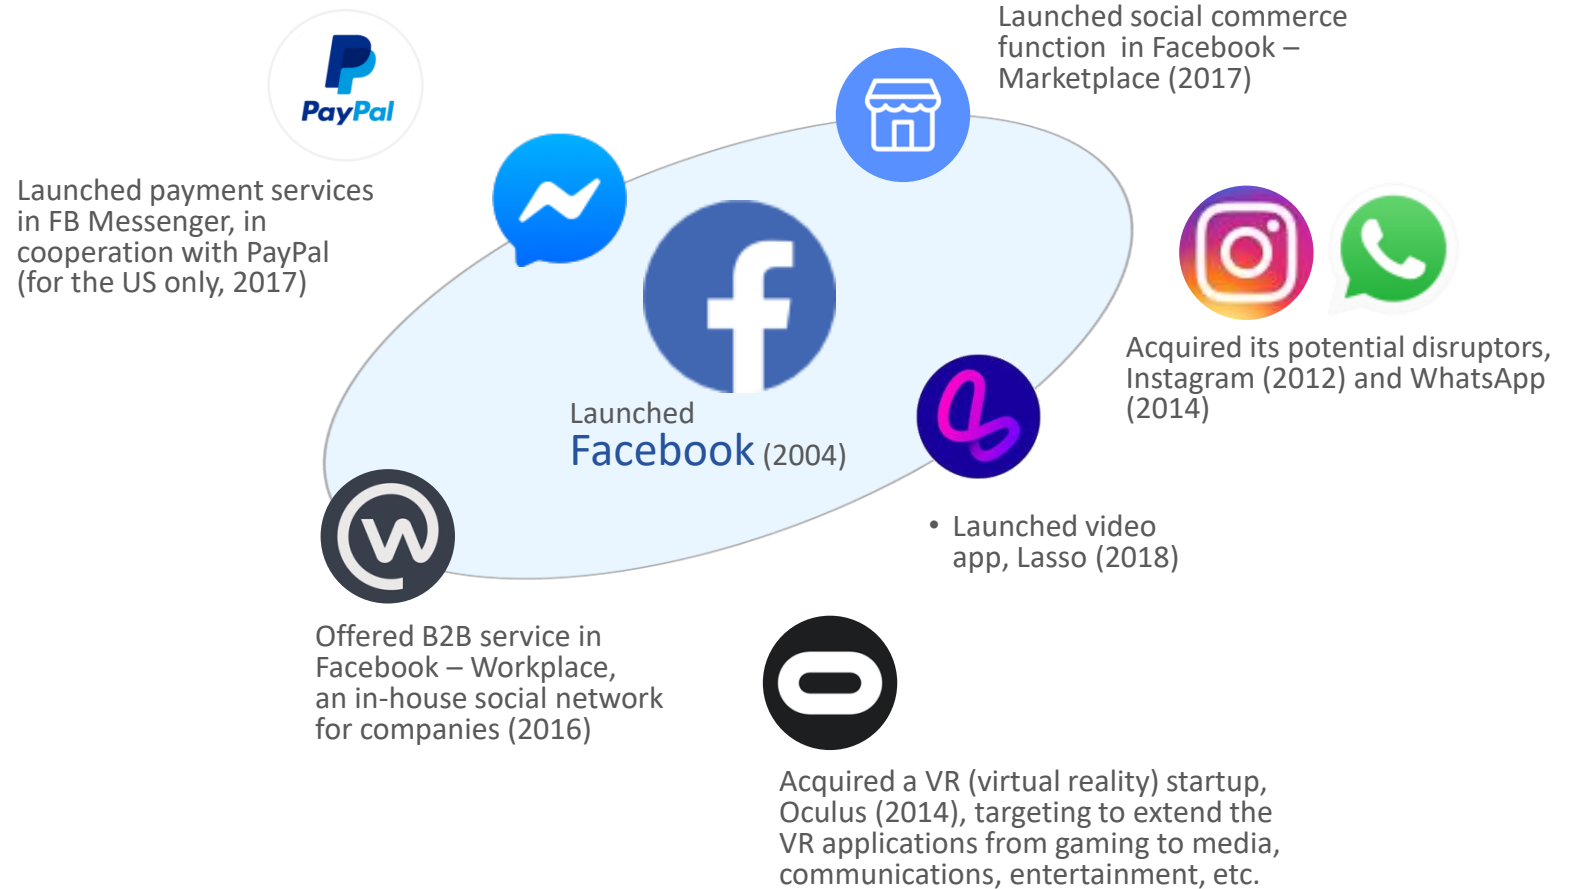 Launched social commerce
function in Facebook –
Marketplace (2017)
PayPal
Launched payment services
in FB Messenger, in
cooperation with PayPal
(for the US only, 2017)
Acquired its potential disruptors,
Instagram (2012) and WhatsApp
(2014)
Launched
Facebook (2004)
• Launched video
app, Lasso (2018)
Offered B2B service in
Facebook – Workplace,
an in-house social network
for companies (2016)
Acquired a VR (virtual reality) startup,
Oculus (2014), targeting to extend the
VR applications from gaming to media,
communications, entertainment, etc.